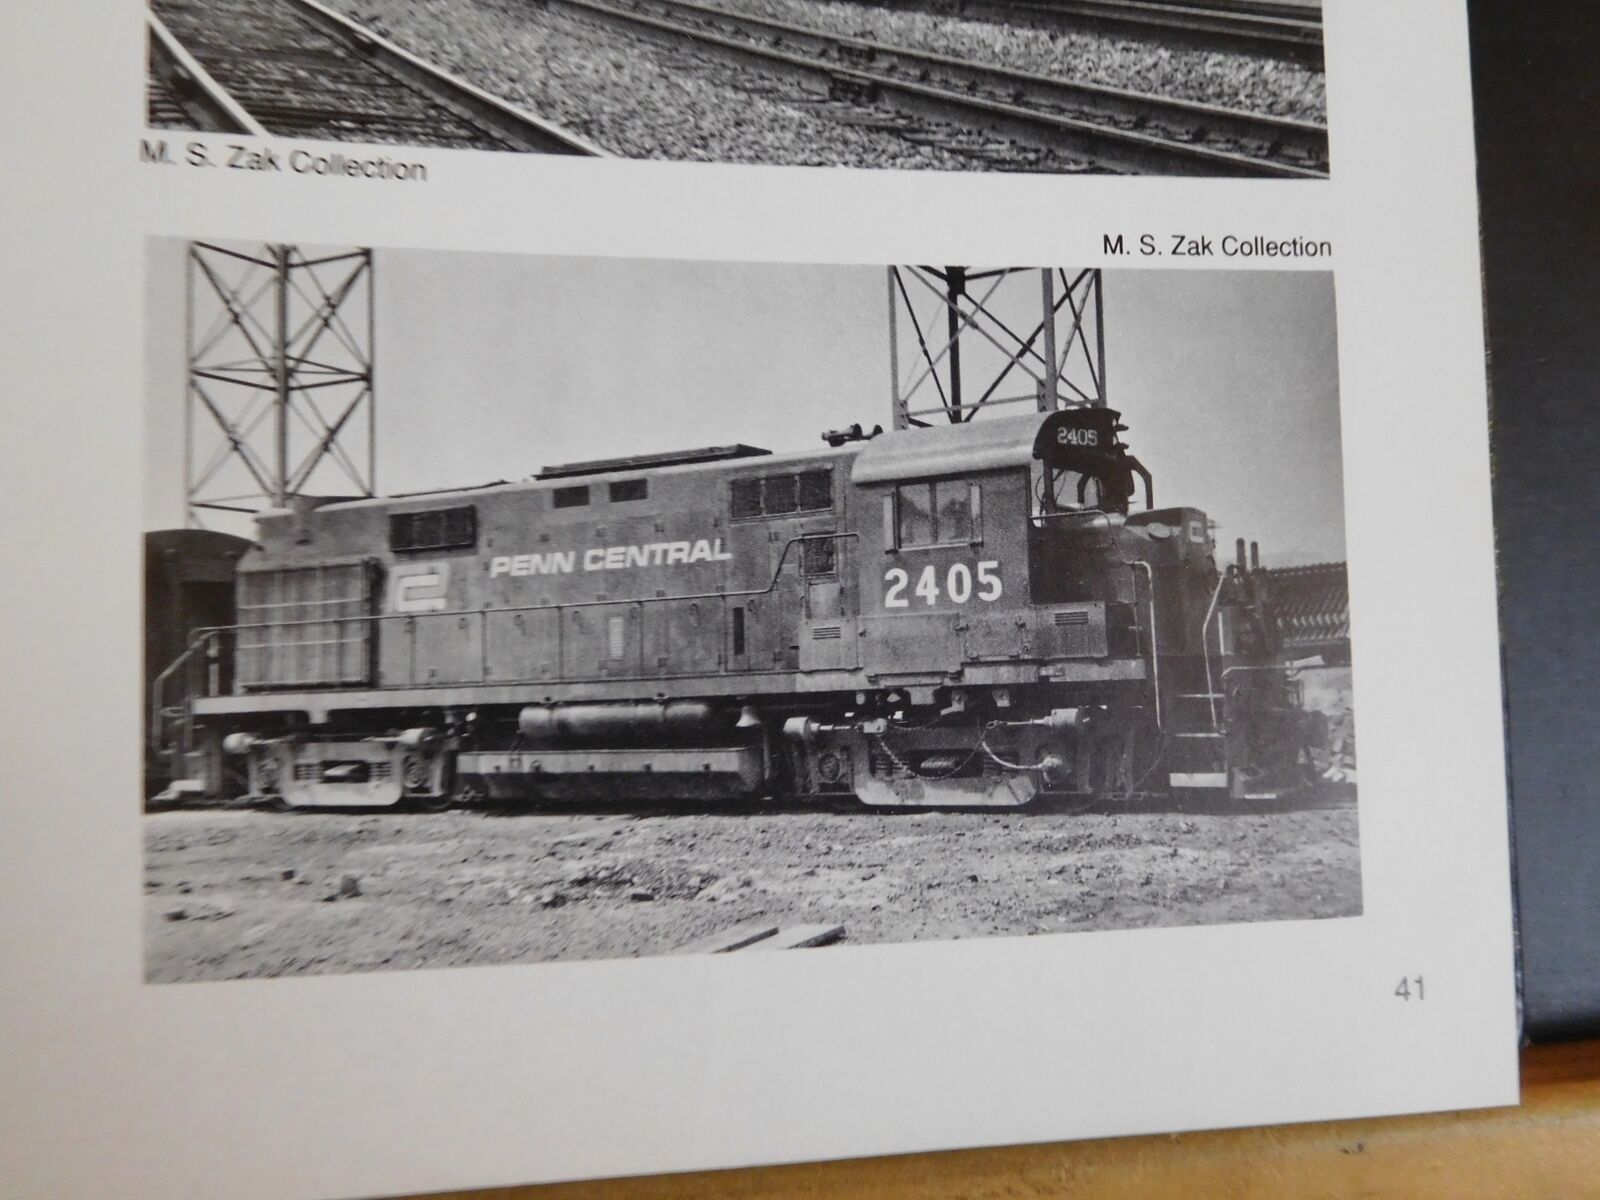 M. S. Zak Collection
M. S. Zak Collection
2405
PENN CENTRAL
2405
41